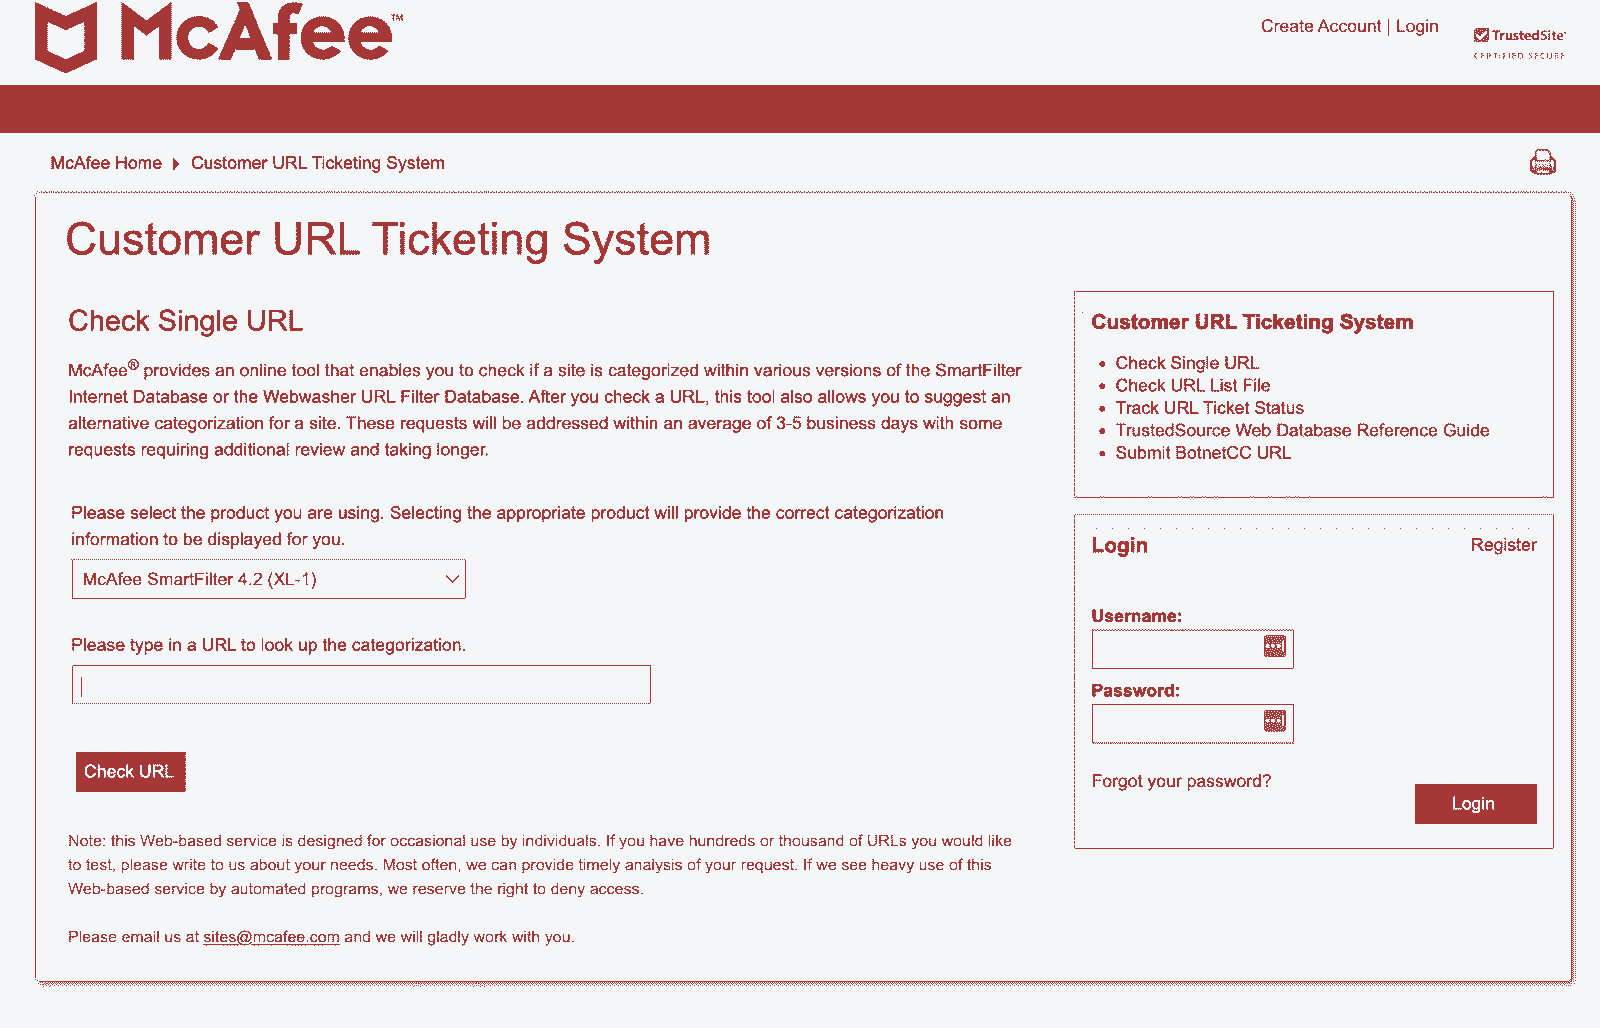 McAfee™
Create Account | Login
TrustedSite
CERTIFIED SECURE
McAfee Home Customer URL Ticketing System
Customer URL Ticketing System
Check Single URL
McAfee® provides an online tool that enables you to check if a site is categorized within various versions of the SmartFilter
Internet Database or the Webwasher URL Filter Database. After you check a URL, this tool also allows you to suggest an
alternative categorization for a site. These requests will be addressed within an average of 3-5 business days with some
requests requiring additional review and taking longer.
Please select the product you are using. Selecting the appropriate product will provide the correct categorization
information to be displayed for you.
McAfee SmartFilter 4.2 (XL-1)
Please type in a URL to look up the categorization.
Check URL
Note: this Web-based service is designed for occasional use by individuals. If you have hundreds or thousand of URLs you would like
to test, please write to us about your needs. Most often, we can provide timely analysis of your request. If we see heavy use of this
Web-based service by automated programs, we reserve the right to deny access.
Please email us at sites@mcafee.com and we will gladly work with you.
Customer URL Ticketing System
• Check Single URL
• Check URL List File
• Track URL Ticket Status
• TrustedSource Web Database Reference Guide
• Submit BotnetCC URL
Login
Register
Username:
Password:
Forgot your password?
Login